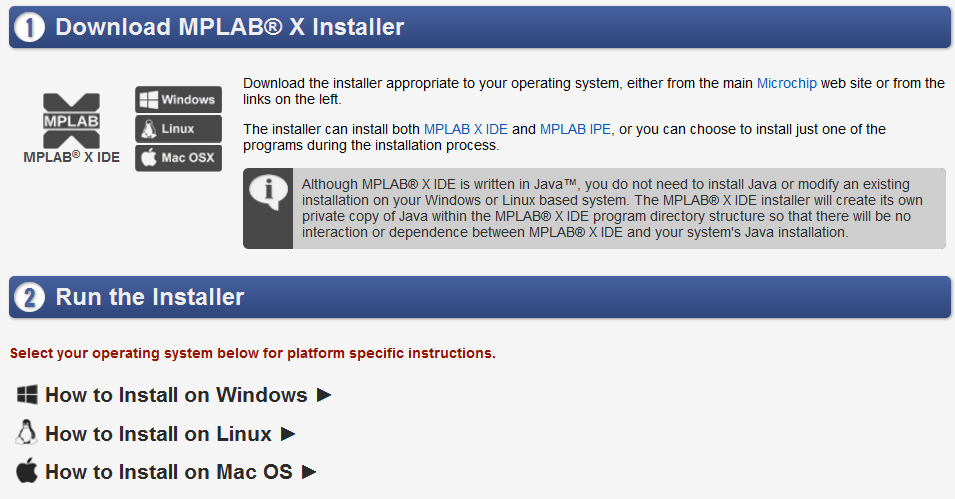 1 Download MPLAB® X Installer
MPLAB
MPLAB® X IDE
Windows
Linux
Mac OSX
Download the installer appropriate to your operating system, either from the main Microchip web site or from the
links on the left.
The installer can install both MPLAB X IDE and MPLAB IPE, or you can choose to install just one of the
programs during the installation process.
i
Although MPLAB® X IDE is written in Java™, you do not need to install Java or modify an existing
installation on your Windows or Linux based system. The MPLAB® X IDE installer will create its own
private copy of Java within the MPLAB® X IDE program directory structure so that there will be no
interaction or dependence between MPLAB® X IDE and your system's Java installation.
2 Run the Installer
Select your operating system below for platform specific instructions.
How to Install on Windows ►
How to Install on Linux ►
How to Install on Mac OS ►